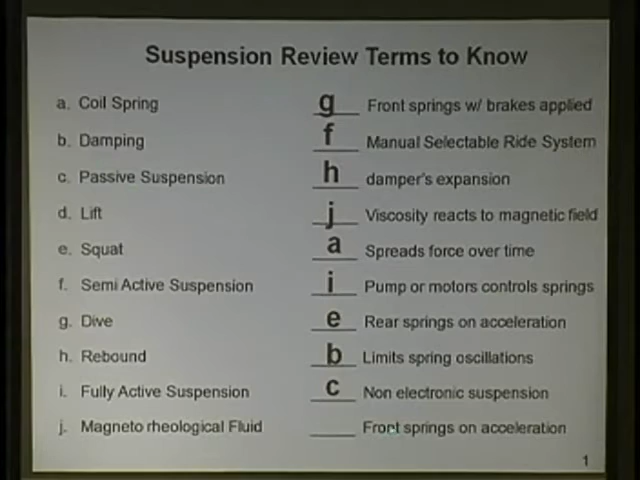 Suspension Review Terms to Know
a. Coil Spring g Front springs w/ brakes applied
b. Damping f Manual Selectable Ride System
c. Passive Suspension h damper's expansion
d. Lift j Viscosity reacts to magnetic field
e. Squat a Spreads force over time
f. Semi Active Suspension i Pump or motors controls springs
g. Dive e Rear springs on acceleration
h. Rebound b Limits spring oscillations
i. Fully Active Suspension c Non electronic suspension
j. Magneto rheological Fluid ____ Front springs on acceleration
1